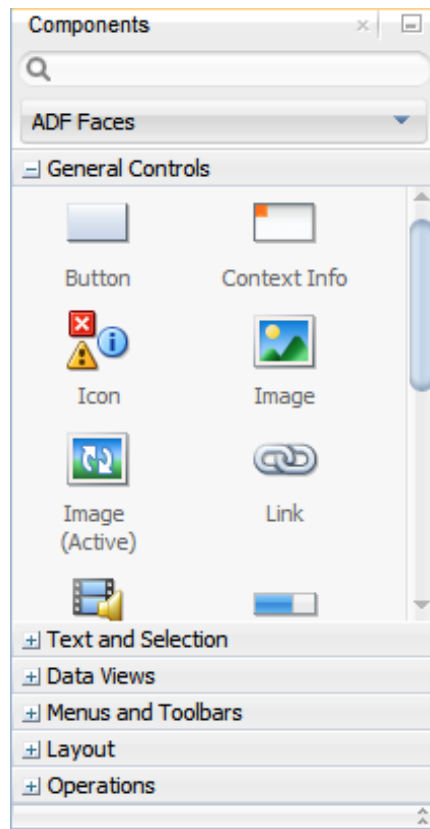 Components
ADF Faces
General Controls
Button Context Info
Icon Image
Image Link
(Active)
Text and Selection
Data Views
Menus and Toolbars
Layout
Operations